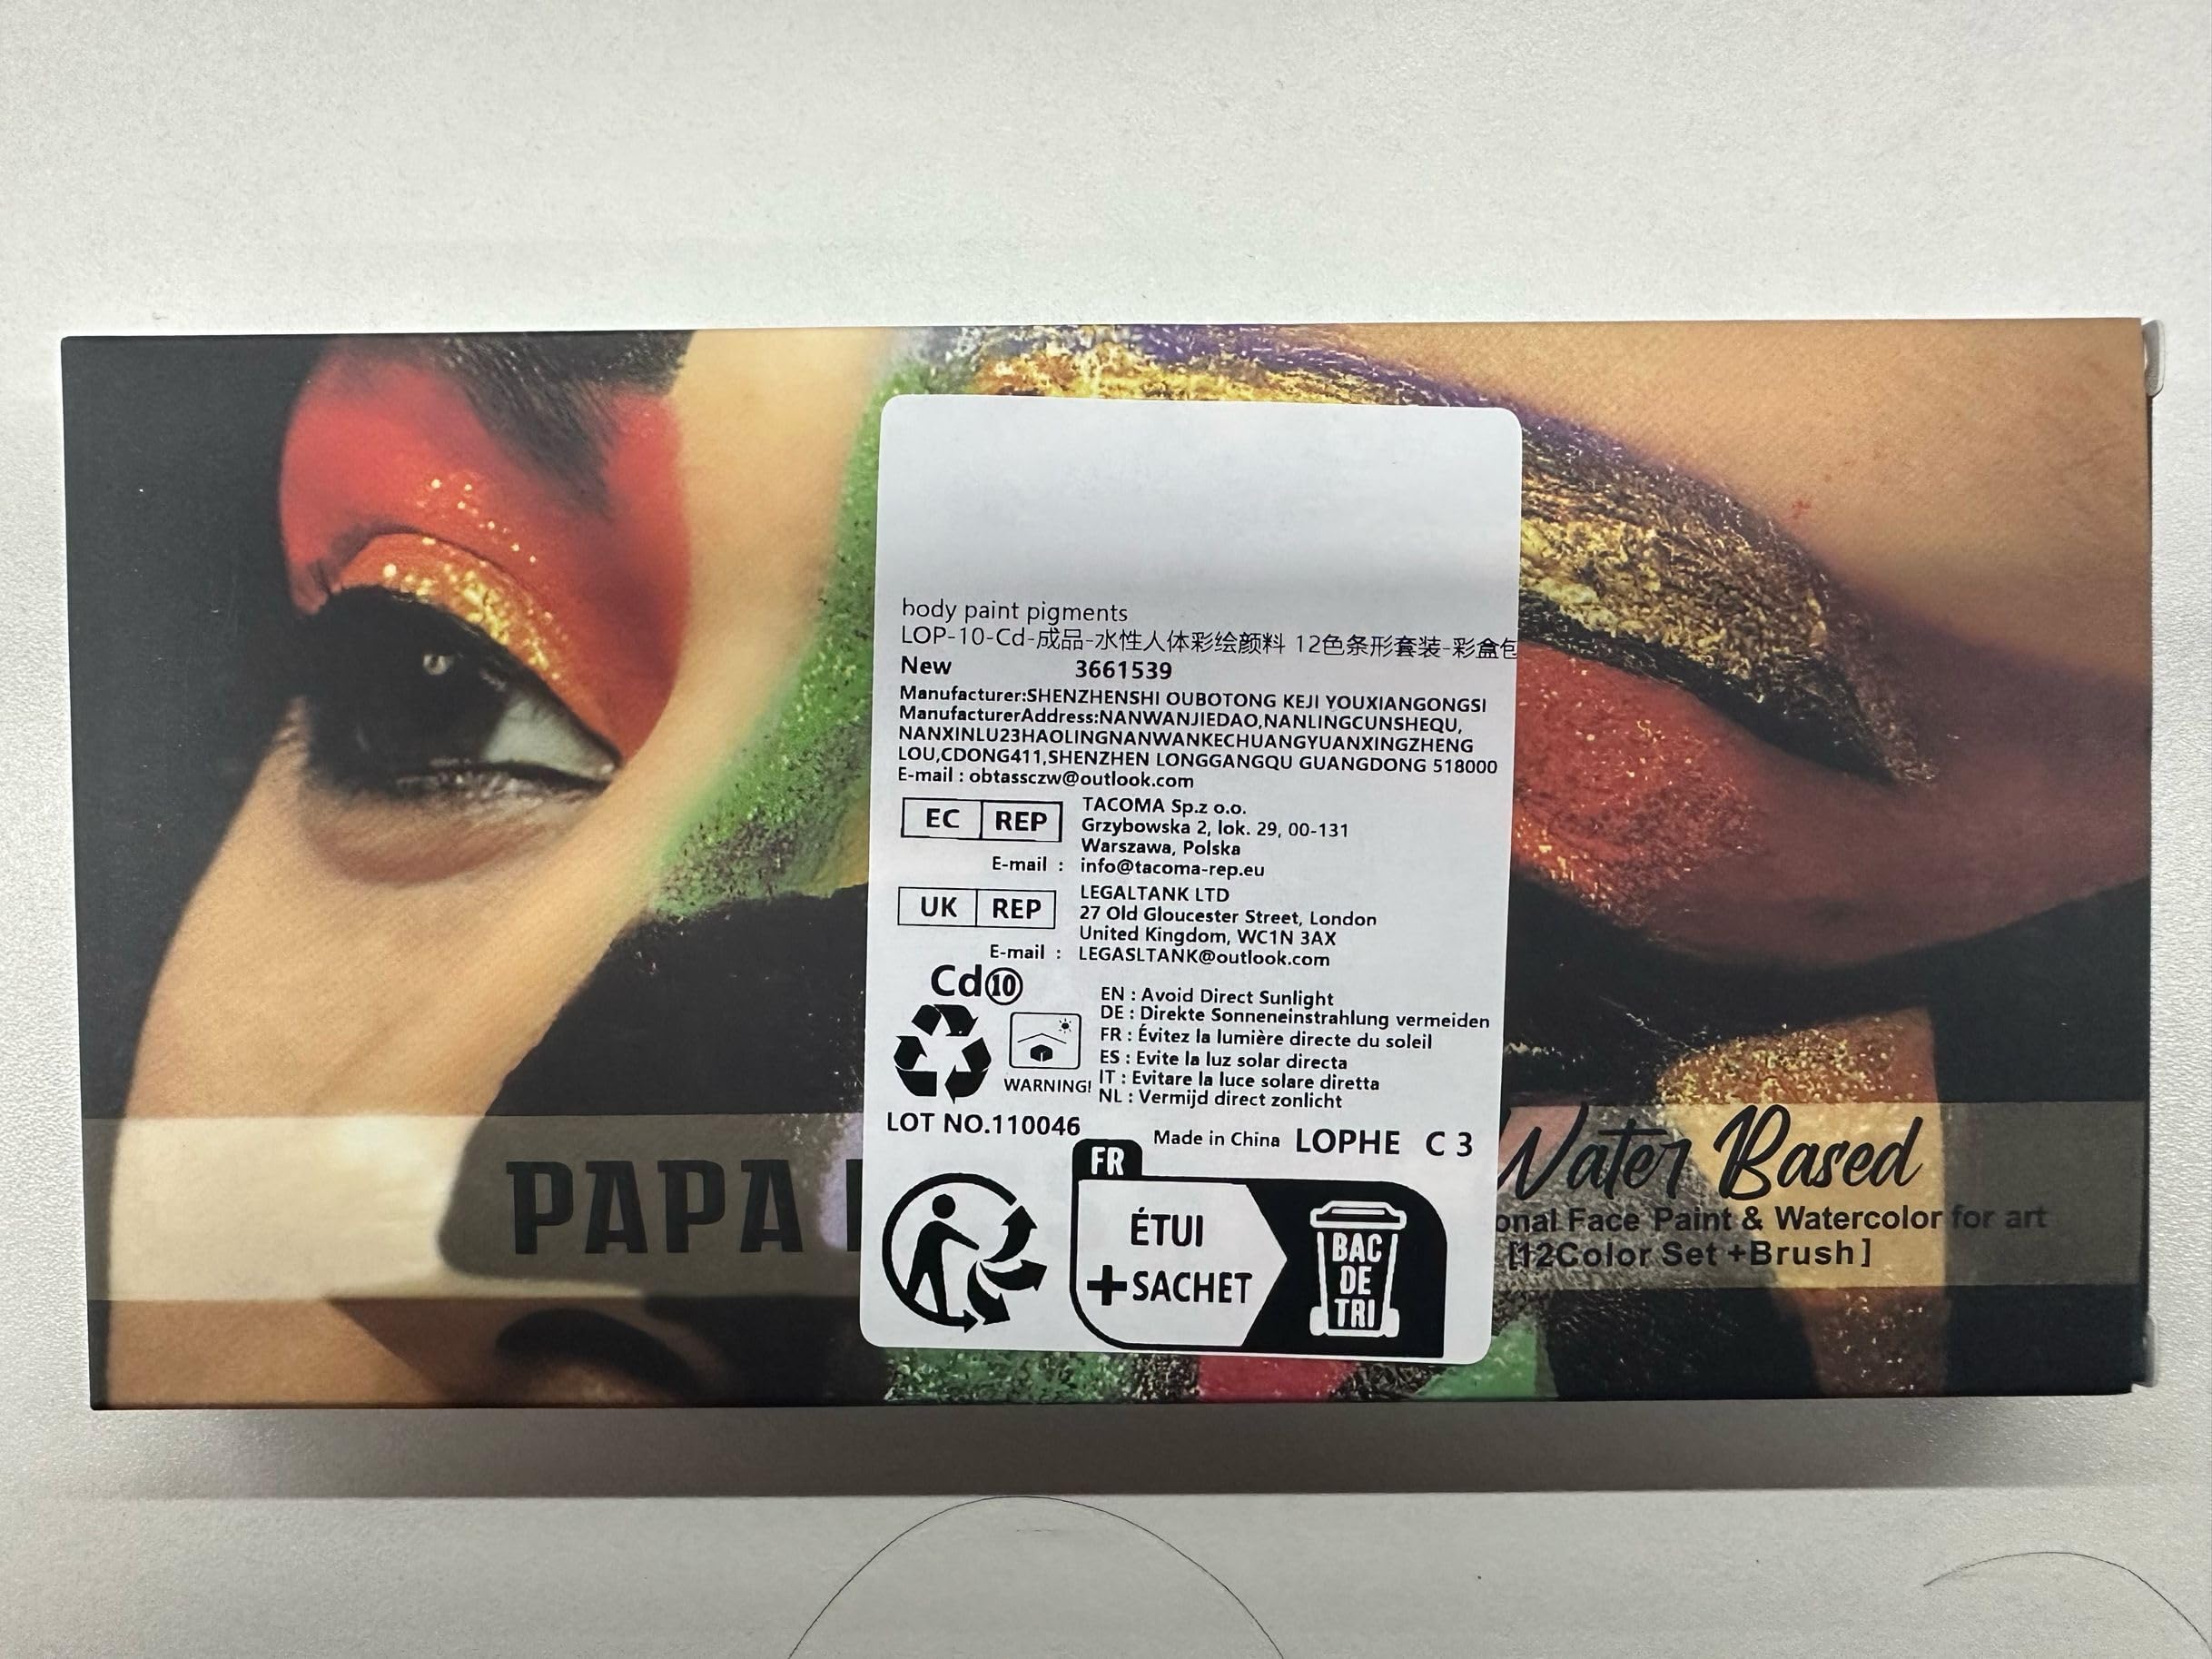 body paint pigments
LOP-10-Cd-成品-水性人体彩绘颜料 12色条形套装-彩盒包
New 3661539
Manufacturer:SHENZHENSHI OUBOTONG KEJI YOUXIANGONGSI
ManufacturerAddress:NANWANJIEDAO,NANLINGCUNSHEQU,
NANXINLU23HAOLINGNANWANKECHUANGYUANXINGZHENG
LOU,CDONG411,SHENZHEN LONGGANGQU GUANGDONG 518000
E-mail : obtassczw@outlook.com
EC REP
TACOMA Sp.z o.o.
Grzybowska 2, lok. 29, 00-131
Warszawa, Polska
E-mail : info@tacoma-rep.eu
UK REP
LEGALTANK LTD
27 Old Gloucester Street, London
United Kingdom, WC1N 3AX
E-mail : LEGASLTANK@outlook.com
Cd⑩
WARNING!
EN : Avoid Direct Sunlight
DE : Direkte Sonneneinstrahlung vermeiden
FR : Évitez la lumière directe du soleil
ES : Evite la luz solar directa
IT : Evitare la luce solare diretta
NL : Vermijd direct zonlicht
LOT NO.110046
Made in China LOPHE C 3
FR
ÉTUI
+SACHET
BAC
DE
TRI
PAPA
Water Based
onal Face Paint & Watercolor for art
[12Color Set +Brush]